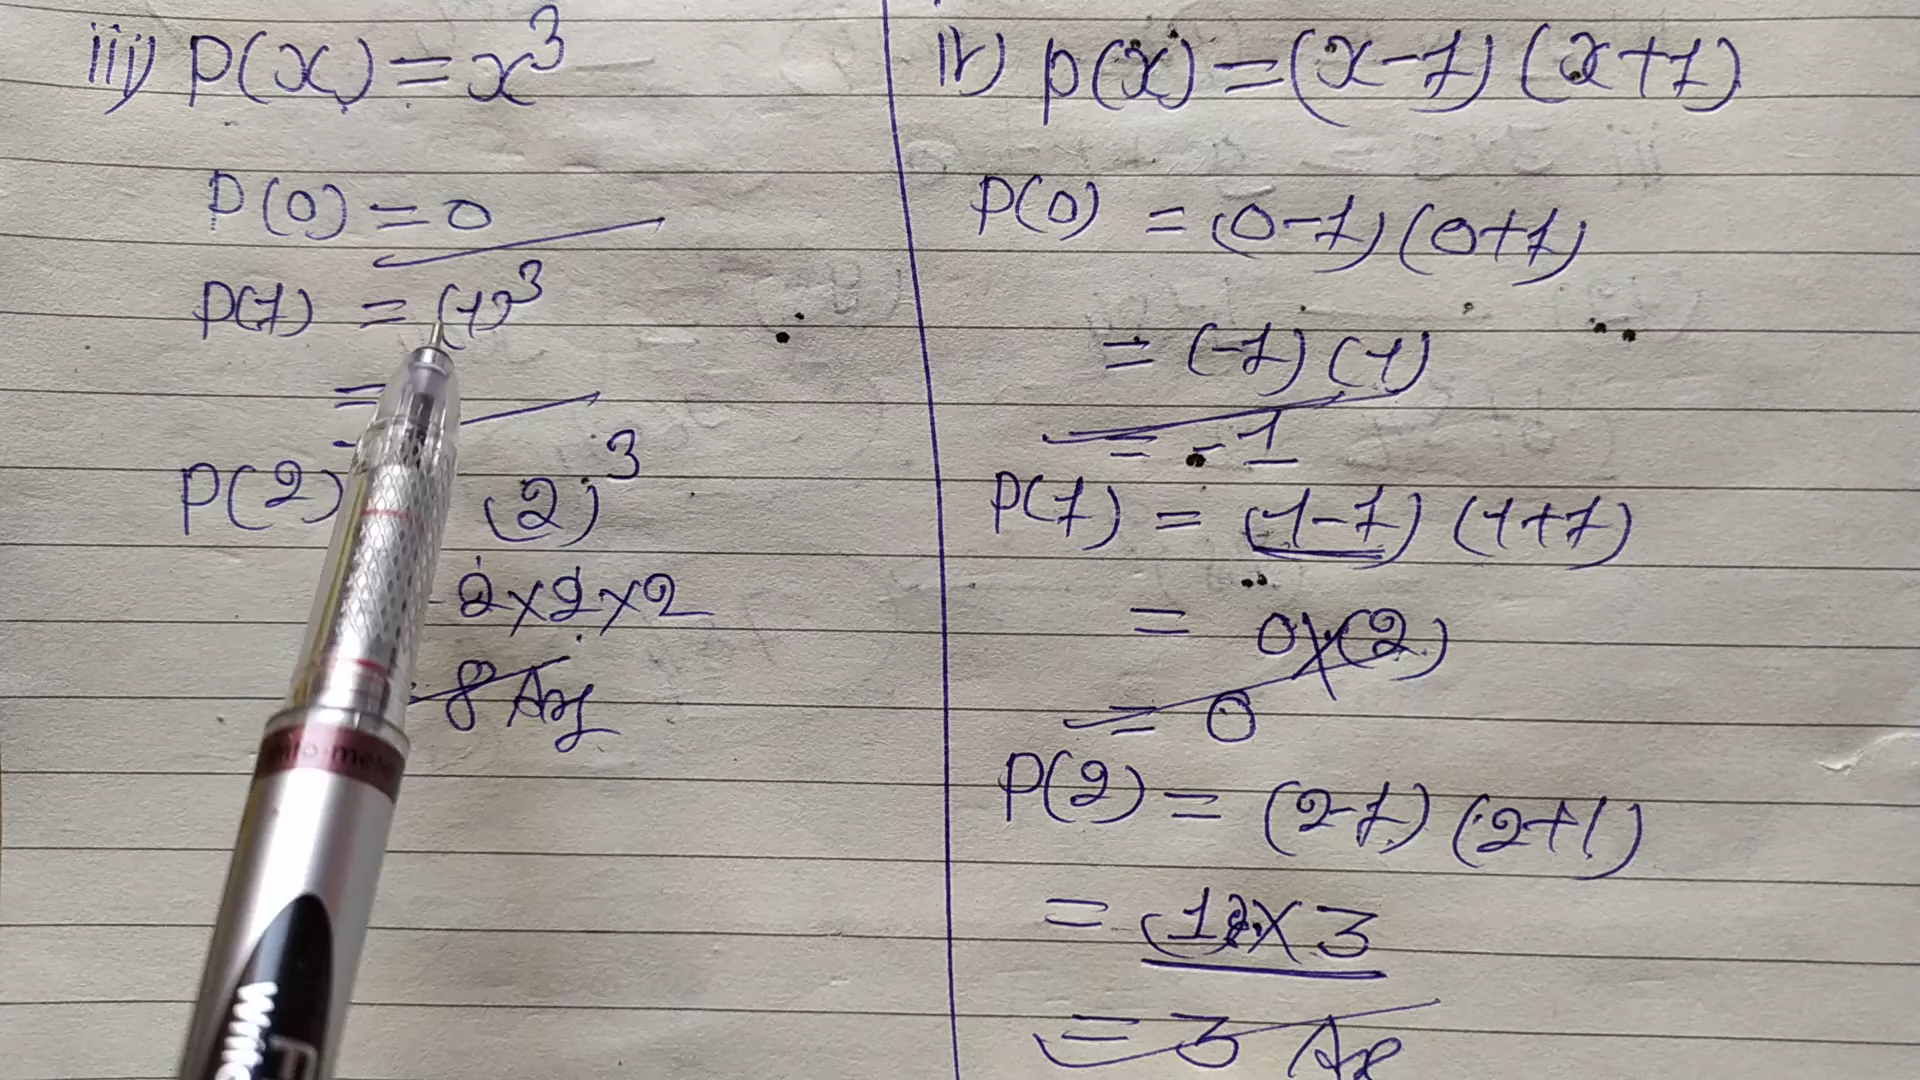 iii) P(x) = x³
P(0) = 0
P(1) = (1)³
=
P(2) (2)³
2×2×2
8 Ans
iv) p(x) = (x-1) (x+1)
P(0) = (0-1) (0+1)
= (-1) (1)
= -1
P(1) = (1-1) (1+1)
= 0×(2)
= 0
P(2) = (2-1) (2+1)
= (1)×3
= 3 Ans